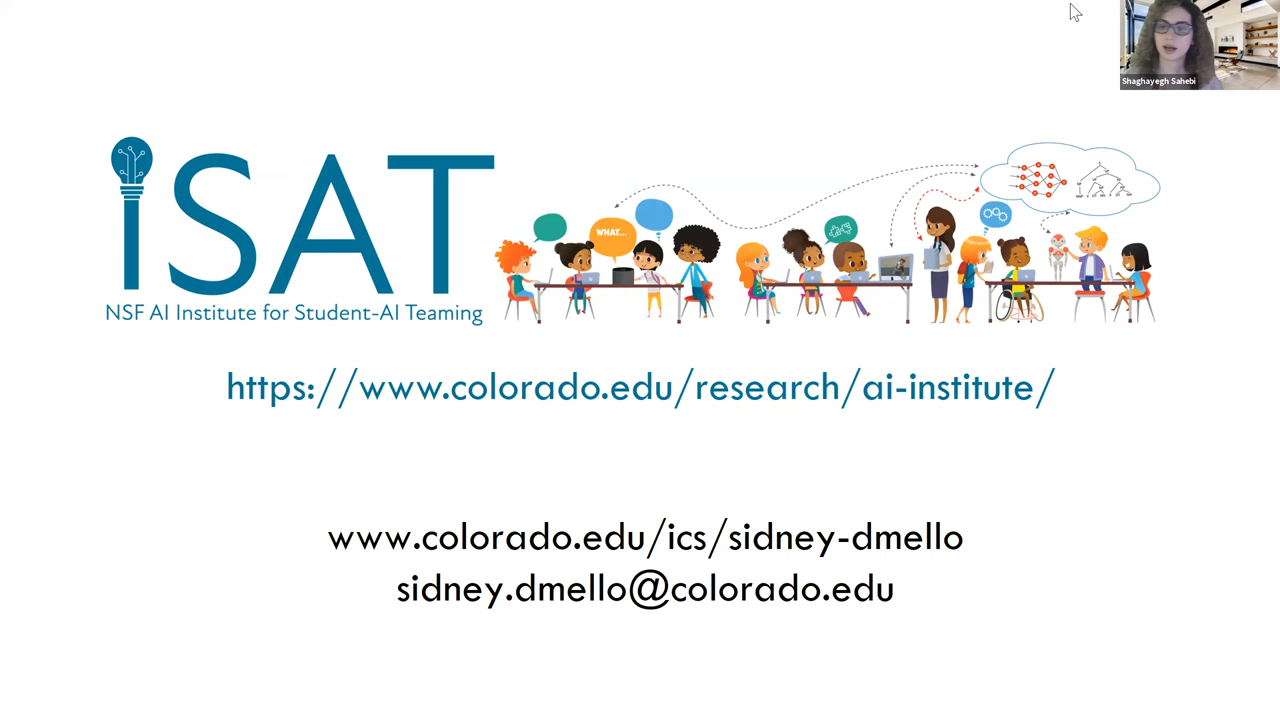 Shaghayegh Sahebi
iSAT
NSF AI Institute for Student-AI Teaming
WHAT...
https://www.colorado.edu/research/ai-institute/
www.colorado.edu/ics/sidney-dmello
sidney.dmello@colorado.edu